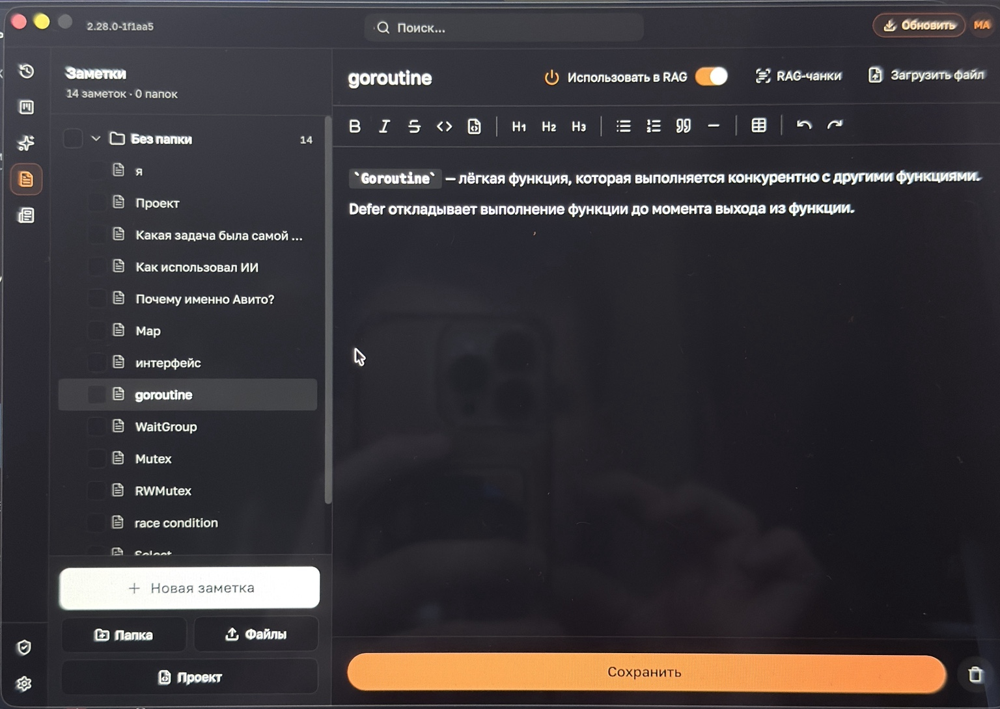 2.28.0-1f1aa5
Поиск...
Обновить
MA
Заметки
14 заметок · 0 папок
Без папки
14
я
Проект
Какая задача была самой ...
Как использовал ИИ
Почему именно Авито?
Map
интерфейс
goroutine
WaitGroup
Mutex
RWMutex
race condition
Select
+ Новая заметка
Папка
Файлы
Проект
goroutine
Использовать в RAG
RAG-чанки
Загрузить файл
B I S <> H1 H2 H3
`Goroutine` — лёгкая функция, которая выполняется конкурентно с другими функциями.
Defer откладывает выполнение функции до момента выхода из функции.
Сохранить